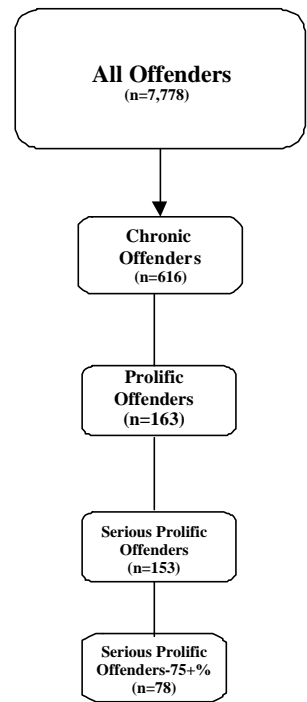 All Offenders
(n=7,778)
Chronic
Offenders
(n=616)
Prolific
Offenders
(n=163)
Serious Prolific
Offenders
(n=153)
Serious Prolific
Offenders-75+%
(n=78)